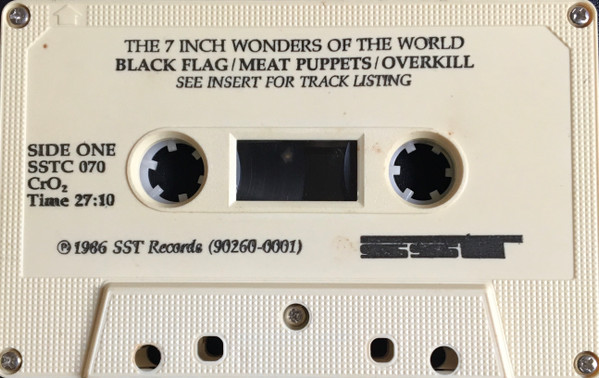 THE 7 INCH WONDERS OF THE WORLD
BLACK FLAG/MEAT PUPPETS/OVERKILL
SEE INSERT FOR TRACK LISTING
SIDE ONE
SSTC 070
CrO₂
Time 27:10
℗ 1986 SST Records (90260-0001)
SST